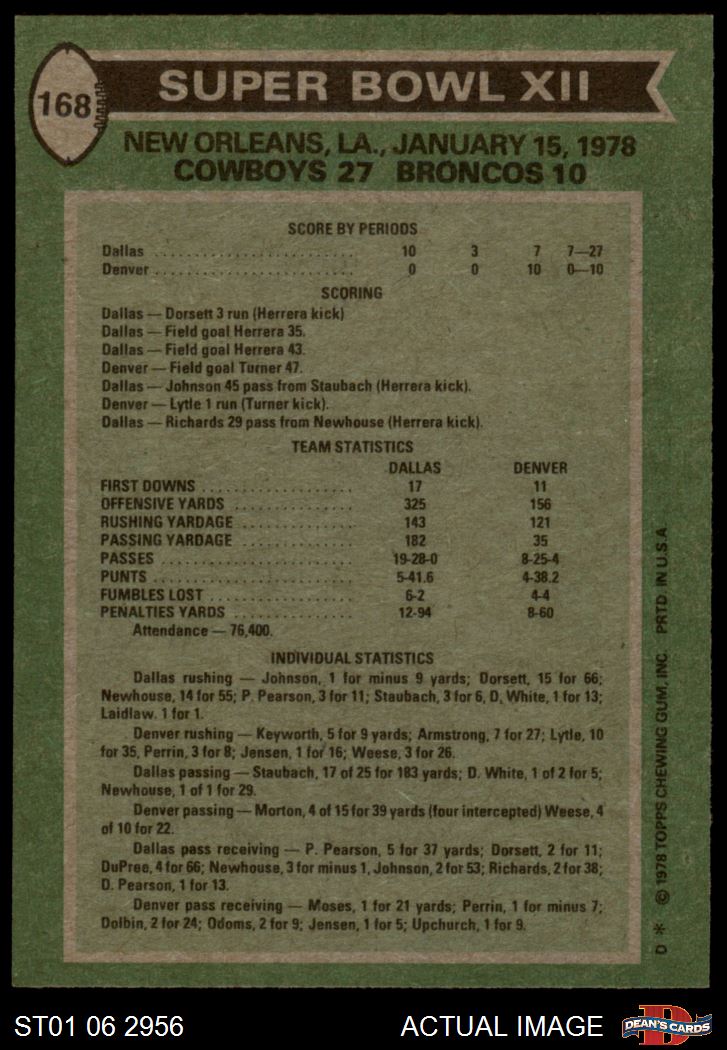 168
SUPER BOWL XII
NEW ORLEANS, LA., JANUARY 15, 1978
COWBOYS 27 BRONCOS 10
SCORE BY PERIODS
Dallas .......................... 10 3 7 7—27
Denver .......................... 0 0 10 0—10
SCORING
Dallas — Dorsett 3 run (Herrera kick)
Dallas — Field goal Herrera 35.
Dallas — Field goal Herrera 43.
Denver — Field goal Turner 47.
Dallas — Johnson 45 pass from Staubach (Herrera kick).
Denver — Lytle 1 run (Turner kick).
Dallas — Richards 29 pass from Newhouse (Herrera kick).
TEAM STATISTICS
DALLAS DENVER
FIRST DOWNS .................... 17 11
OFFENSIVE YARDS ............... 325 156
RUSHING YARDAGE .............. 143 121
PASSING YARDAGE .............. 182 35
PASSES ......................... 19-28-0 8-25-4
PUNTS .......................... 5-41.6 4-38.2
FUMBLES LOST .................. 6-2 4-4
PENALTIES YARDS ............... 12-94 8-60
Attendance — 76,400.
INDIVIDUAL STATISTICS
Dallas rushing — Johnson, 1 for minus 9 yards; Dorsett, 15 for 66;
Newhouse, 14 for 55; P. Pearson, 3 for 11; Staubach, 3 for 6, D. White, 1 for 13;
Laidlaw. 1 for 1.
Denver rushing — Keyworth, 5 for 9 yards; Armstrong, 7 for 27; Lytle, 10
for 35, Perrin, 3 for 8; Jensen, 1 for 16; Weese, 3 for 26.
Dallas passing — Staubach, 17 of 25 for 183 yards; D. White, 1 of 2 for 5;
Newhouse, 1 of 1 for 29.
Denver passing — Morton, 4 of 15 for 39 yards (four intercepted) Weese, 4
of 10 for 22.
Dallas pass receiving — P. Pearson, 5 for 37 yards; Dorsett, 2 for 11;
DuPree, 4 for 66; Newhouse, 3 for minus 1, Johnson, 2 for 53; Richards, 2 for 38;
D. Pearson, 1 for 13.
Denver pass receiving — Moses, 1 for 21 yards; Perrin, 1 for minus 7;
Dolbin, 2 for 24; Odoms, 2 for 9; Jensen, 1 for 5; Upchurch, 1 for 9.
D * © 1978 TOPPS CHEWING GUM, INC PRTD IN U.S.A
ST01 06 2956 ACTUAL IMAGE
D
DEAN'S CARDS